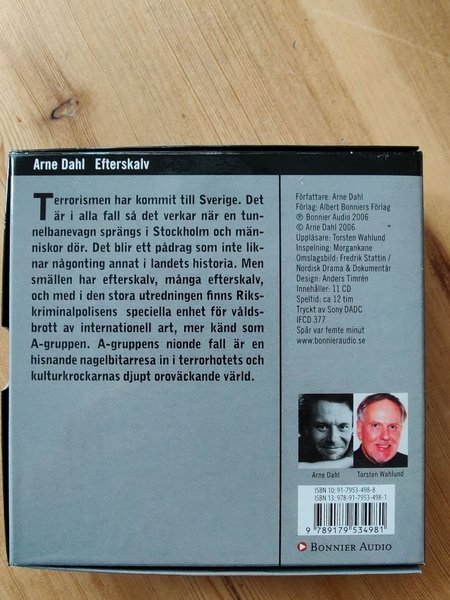 Arne Dahl Efterskalv
Terrorismen har kommit till Sverige. Det
är i alla fall så det verkar när en tun-
nelbanevagn sprängs i Stockholm och män-
niskor dör. Det blir ett pådrag som inte lik-
nar någonting annat i landets historia. Men
smällen har efterskalv, många efterskalv,
och med i den stora utredningen finns Riks-
kriminalpolisens speciella enhet för vålds-
brott av internationell art, mer känd som
A-gruppen. A-gruppens nionde fall är en
hisnande nagelbitarresa in i terrorhotets och
kulturkrockarnas djupt oroväckande värld.
Författare: Arne Dahl
Förlag: Albert Bonniers Förlag
℗ Bonnier Audio 2006
© Arne Dahl 2006
Uppläsare: Torsten Wahlund
Inspelning: Morgankane
Omslagsbild: Fredrik Stattin /
Nordisk Drama & Dokumentär
Design: Anders Timrén
Innehåller: 11 CD
Speltid: ca 12 tim
Tryckt av Sony DADC
IFCD 377
Spår var femte minut
www.bonnieraudio.se
Arne Dahl
Torsten Wahlund
ISBN 10: 91-7953-498-8
ISBN 13: 978-91-7953-498-1
9 789179 534981
BONNIER AUDIO